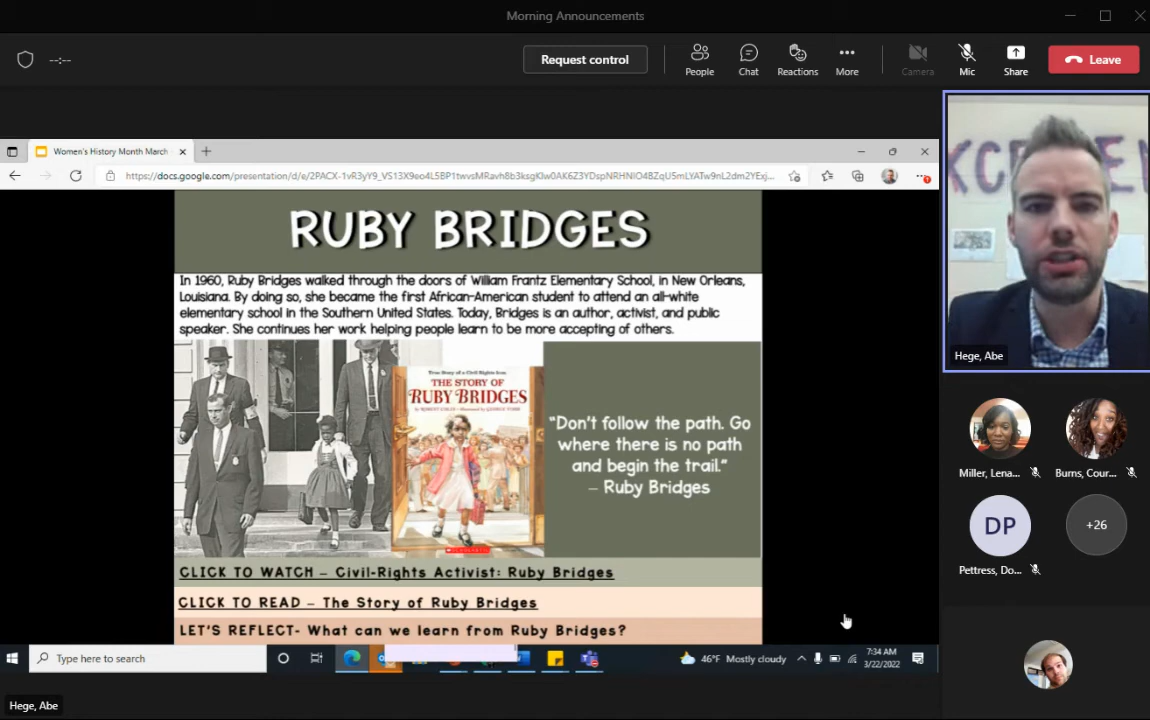 Morning Announcements
--:--
Request control
People
Chat
Reactions
More
Camera
Mic
Share
Leave
Women's History Month March
https://docs.google.com/presentation/d/e/
RUBY BRIDGES
In 1960, Ruby Bridges walked through the doors of William Frantz Elementary School, in New Orleans,
Louisiana. By doing so, she became the first African-American student to attend an all-white
elementary school in the Southern United States. Today, Bridges is an author, activist, and public
speaker. She continues her work helping people learn to be more accepting of others.
THE STORY OF
RUBY BRIDGES
SCHOLASTIC
"Don't follow the path. Go
where there is no path
and begin the trail."
– Ruby Bridges
CLICK TO WATCH – Civil-Rights Activist: Ruby Bridges
CLICK TO READ – The Story of Ruby Bridges
LET'S REFLECT- What can we learn from Ruby Bridges?
Type here to search
46°F Mostly cloudy
7:34 AM
3/22/2022
Hege, Abe
Hege, Abe
Miller, Lena...
Burns, Cour...
DP
+26
Pettress, Do...